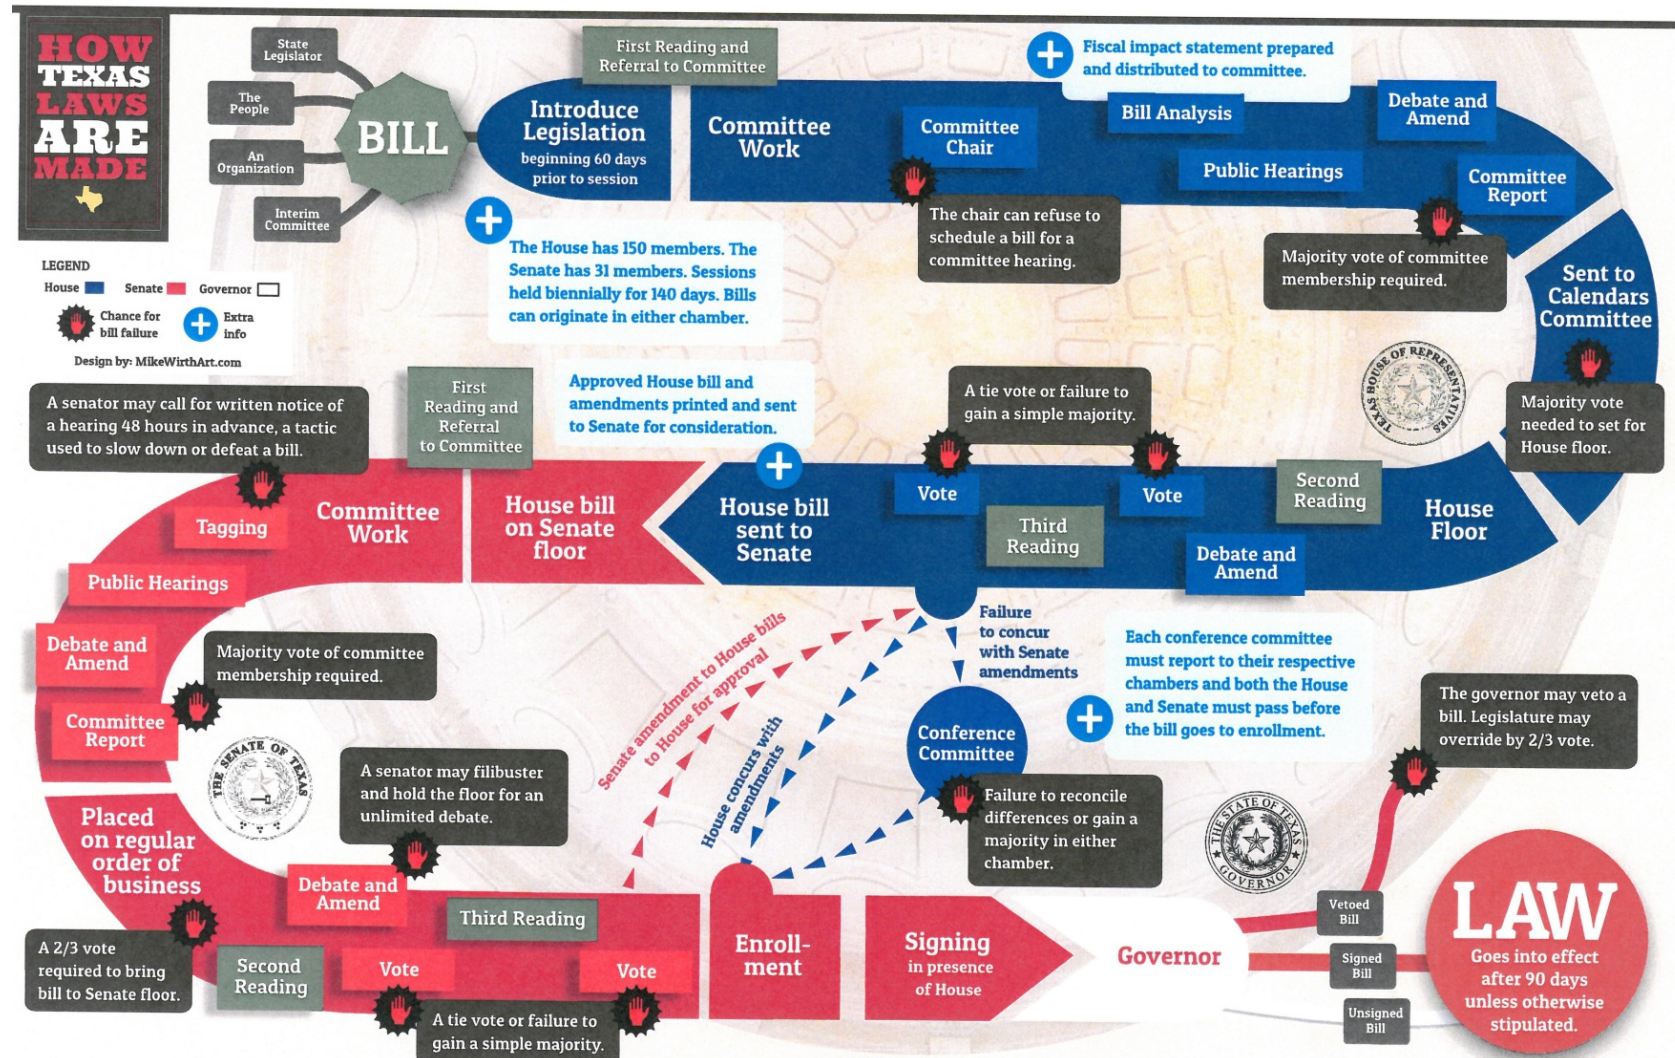 HOW
TEXAS
LAWS
ARE
MADE
State
Legislator
The
People
An
Organization
Interim
Committee
BILL
Introduce
Legislation
beginning 60 days
prior to session
First Reading and
Referral to Committee
Committee
Work
Committee
Chair
Fiscal impact statement prepared
and distributed to committee.
Bill Analysis
Public Hearings
Debate and
Amend
Committee
Report
The chair can refuse to
schedule a bill for a
committee hearing.
Majority vote of committee
membership required.
The House has 150 members. The
Senate has 31 members. Sessions
held biennially for 140 days. Bills
can originate in either chamber.
LEGEND
House
Senate
Governor
Chance for
bill failure
Extra
info
Design by: MikeWirthArt.com
Sent to
Calendars
Committee
Majority vote
needed to set for
House floor.
TEXAS HOUSE OF REPRESENTATIVES
House
Floor
Second
Reading
Debate and
Amend
Vote
Third
Reading
Vote
A tie vote or failure to
gain a simple majority.
House bill
sent to
Senate
Approved House bill and
amendments printed and sent
to Senate for consideration.
First
Reading and
Referral
to Committee
House bill
on Senate
floor
Committee
Work
A senator may call for written notice of
a hearing 48 hours in advance, a tactic
used to slow down or defeat a bill.
Tagging
Public Hearings
Debate and
Amend
Committee
Report
Majority vote of committee
membership required.
THE SENATE OF TEXAS
Placed
on regular
order of
business
A 2/3 vote
required to bring
bill to Senate floor.
Second
Reading
Debate and
Amend
A senator may filibuster
and hold the floor for an
unlimited debate.
Vote
Third Reading
Vote
A tie vote or failure to
gain a simple majority.
Senate amendment to House bills
to House for approval
House concurs with
amendments
Failure
to concur
with Senate
amendments
Conference
Committee
Each conference committee
must report to their respective
chambers and both the House
and Senate must pass before
the bill goes to enrollment.
Failure to reconcile
differences or gain a
majority in either
chamber.
Enroll-
ment
Signing
in presence
of House
Governor
THE STATE OF TEXAS
GOVERNOR
The governor may veto a
bill. Legislature may
override by 2/3 vote.
Vetoed
Bill
Signed
Bill
Unsigned
Bill
LAW
Goes into effect
after 90 days
unless otherwise
stipulated.